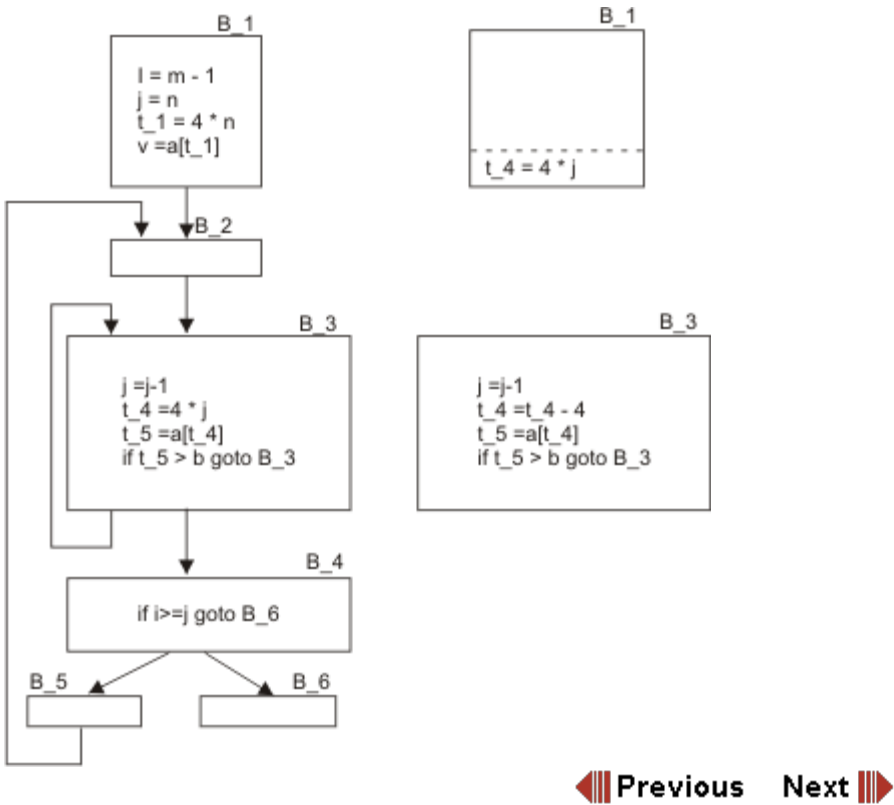 B_1
I = m - 1
j = n
t_1 = 4 * n
v =a[t_1]
B_2
B_3
j =j-1
t_4 =4 * j
t_5 =a[t_4]
if t_5 > b goto B_3
B_4
if i>=j goto B_6
B_5
B_6
B_1
t_4 = 4 * j
B_3
j =j-1
t_4 =t_4 - 4
t_5 =a[t_4]
if t_5 > b goto B_3
Previous Next